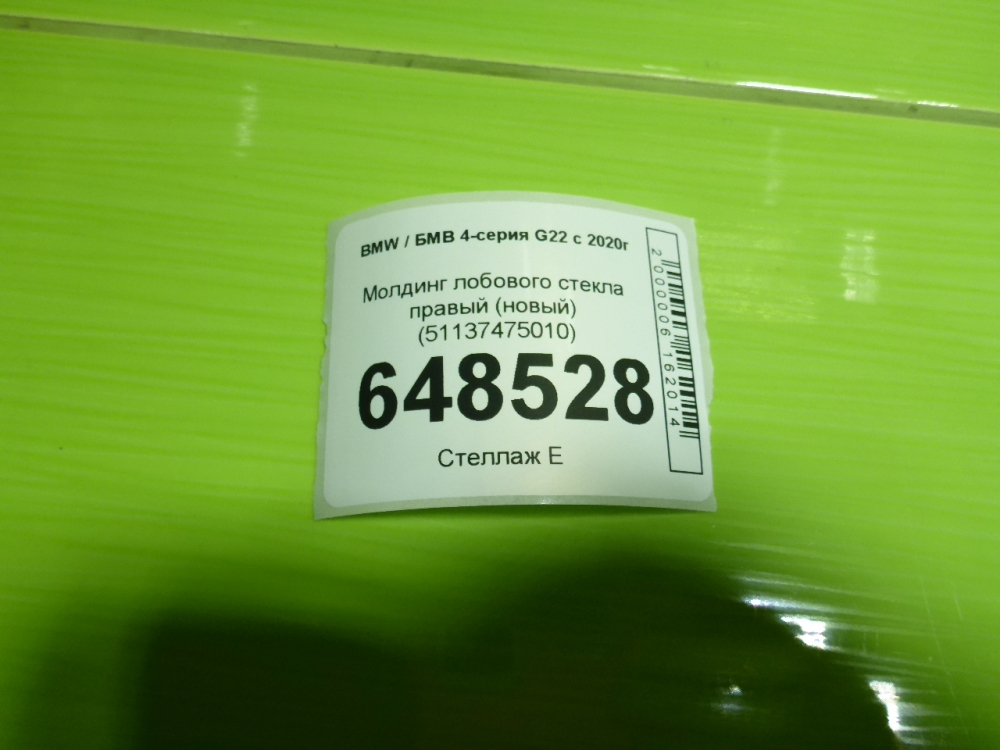 BMW / БМВ 4-серия G22 с 2020г
Молдинг лобового стекла
правый (новый)
(51137475010)
648528
Стеллаж Е
2000006162014